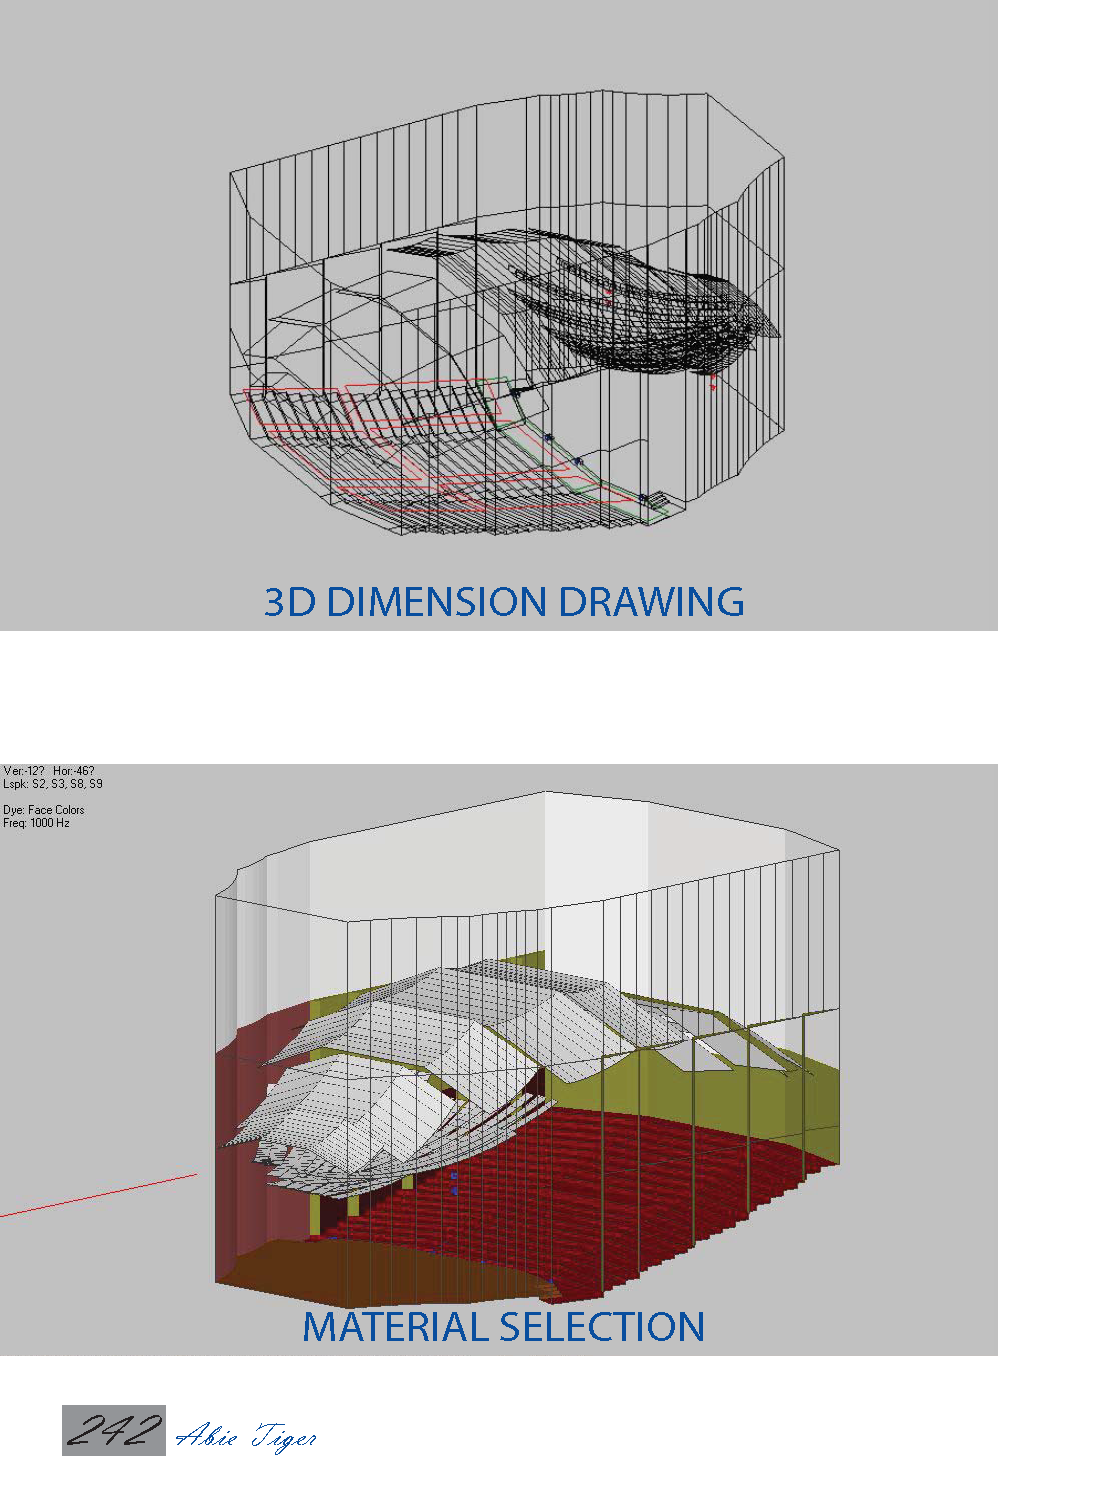 3D DIMENSION DRAWING
Ver:-12? Hor:-46?
Lspk: S2, S3, S8, S9
Dye: Face Colors
Freq: 1000 Hz
MATERIAL SELECTION
242 Abie Tiger